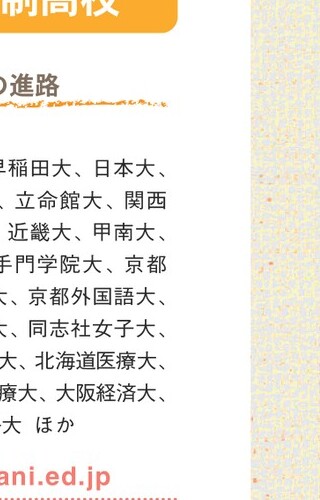 制高校
の進路
早稲田大、日本大、
、立命館大、関西
近畿大、甲南大、
手門学院大、京都
大、京都外国語大、
大、同志社女子大、
大、北海道医療大、
療大、大阪経済大、
大 ほか
ani.ed.jp